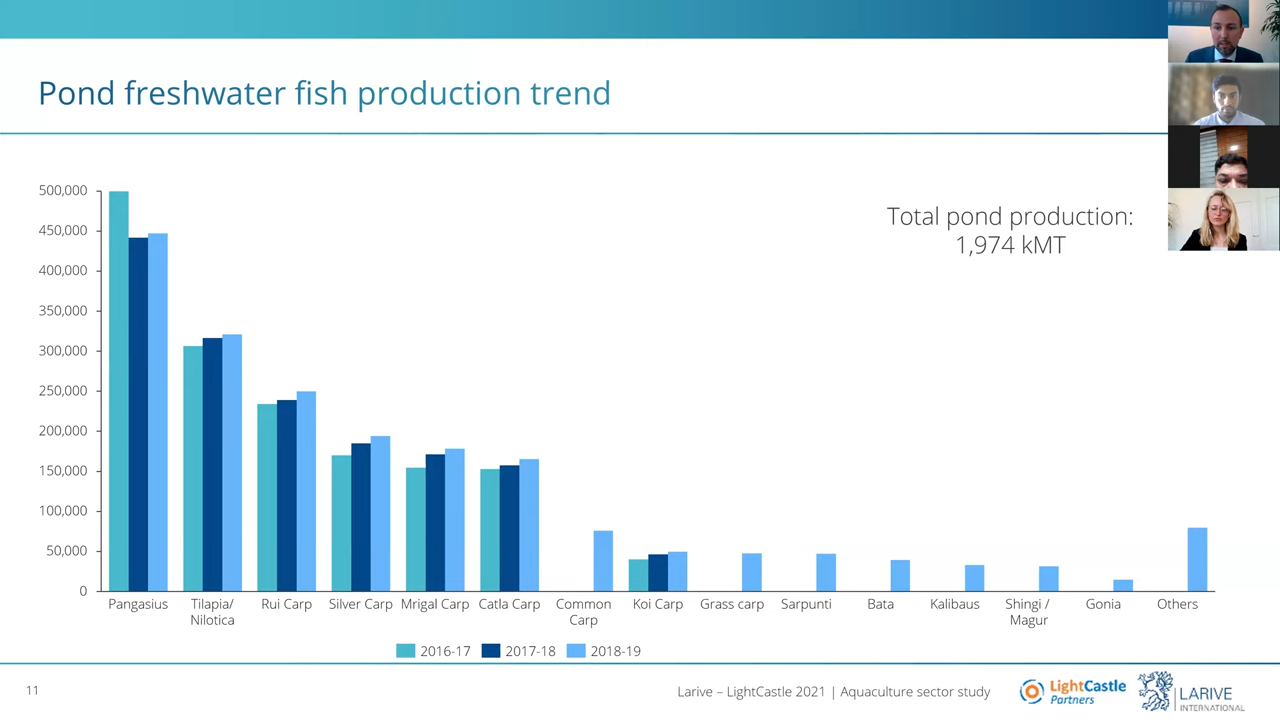 Pond freshwater fish production trend
Total pond production:
1,974 kMT
500,000
450,000
400,000
350,000
300,000
250,000
200,000
150,000
100,000
50,000
0
Pangasius
Tilapia/
Nilotica
Rui Carp
Silver Carp
Mrigal Carp
Catla Carp
Common
Carp
Koi Carp
Grass carp
Sarpunti
Bata
Kalibaus
Shingi /
Magur
Gonia
Others
2016-17
2017-18
2018-19
11
Larive – LightCastle 2021 | Aquaculture sector study
LightCastle
Partners
LARIVE
INTERNATIONAL